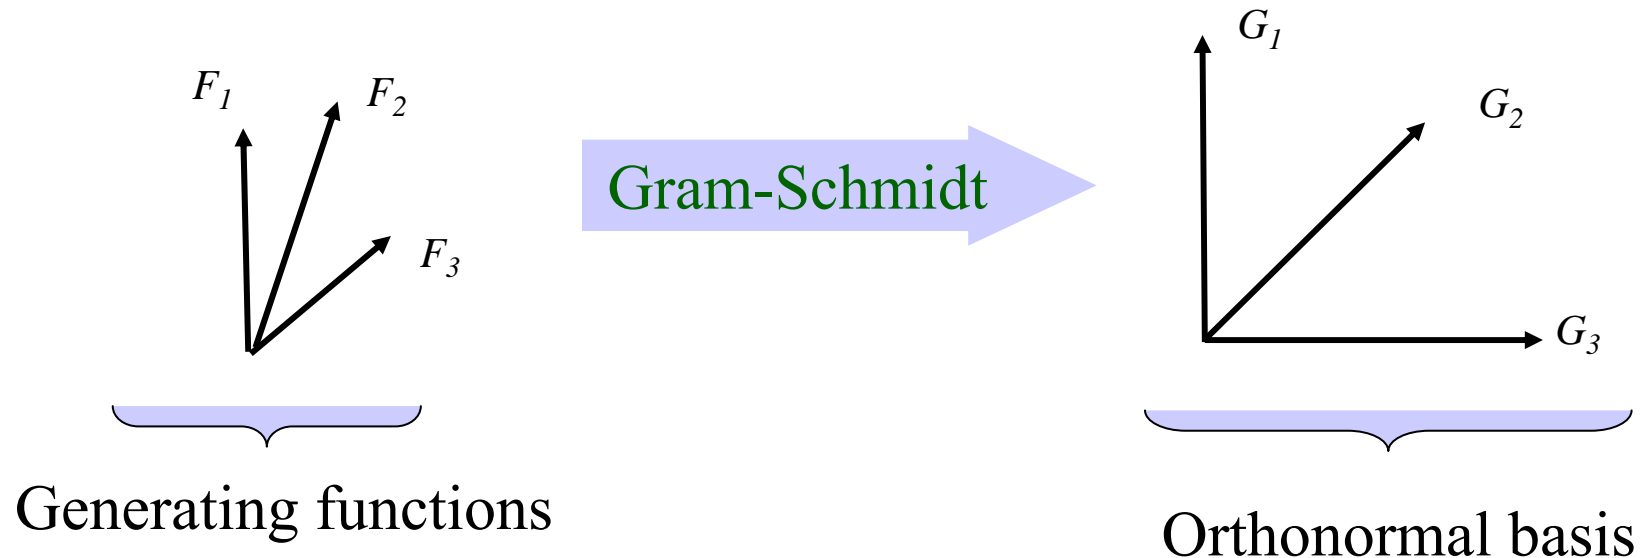 F1
F2
F3
Gram-Schmidt
G1
G2
G3
Generating functions
Orthonormal basis